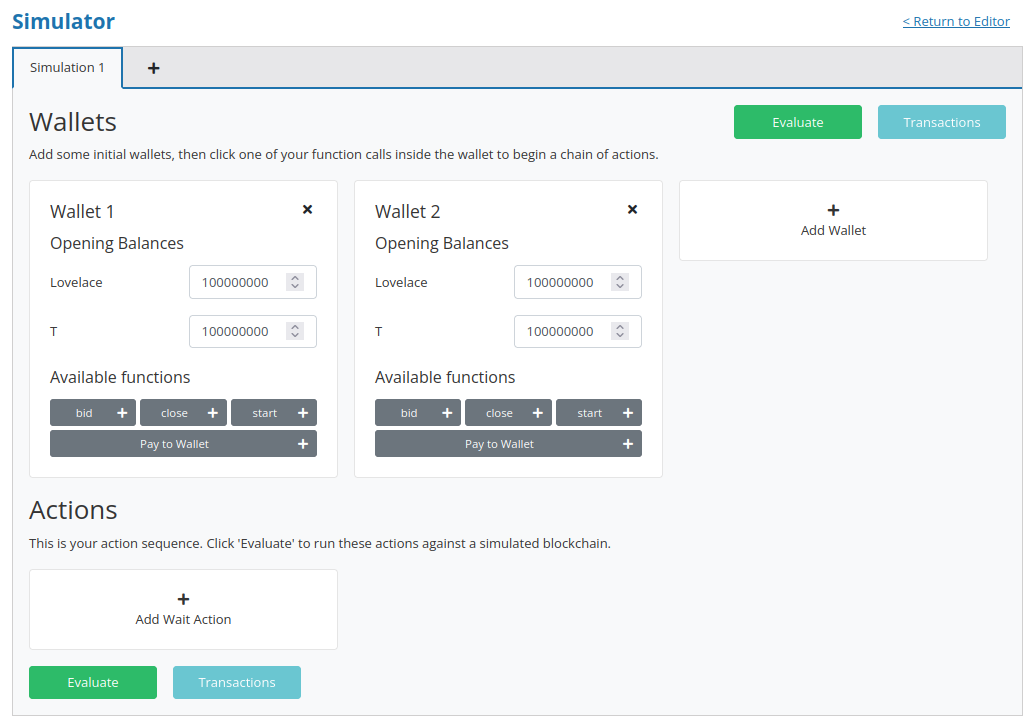 Simulator
< Return to Editor
Simulation 1
Wallets
Evaluate
Transactions
Add some initial wallets, then click one of your function calls inside the wallet to begin a chain of actions.
Wallet 1
Opening Balances
Lovelace
100000000
T
100000000
Available functions
bid +
close +
start +
Pay to Wallet +
Wallet 2
Opening Balances
Lovelace
100000000
T
100000000
Available functions
bid +
close +
start +
Pay to Wallet +
+
Add Wallet
Actions
This is your action sequence. Click 'Evaluate' to run these actions against a simulated blockchain.
+
Add Wait Action
Evaluate
Transactions